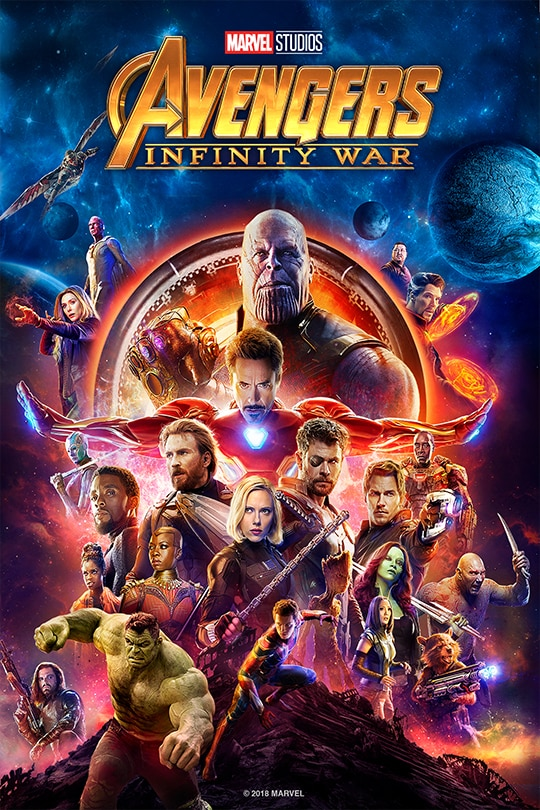 MARVEL STUDIOS
AVENGERS
INFINITY WAR
© 2018 MARVEL